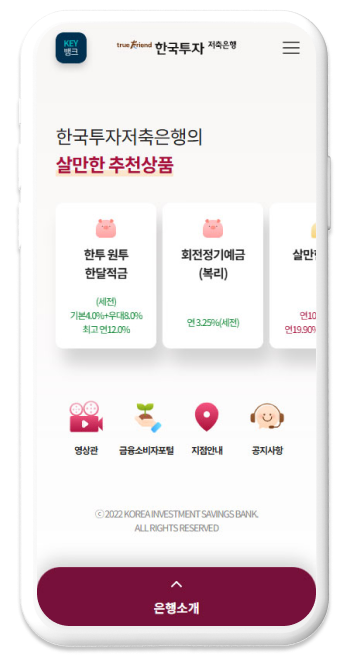 KEY
뱅크
true Friend 한국투자 저축은행
한국투자저축은행의
살만한 추천상품
한투 원투
한달적금
(세전)
기본4.0%+우대8.0%
최고 연12.0%
회전정기예금
(복리)
연 3.25%(세전)
살만
연10
연19.90%
영상관
금융소비자포털
지점안내
공지사항
ⓒ 2022 KOREA INVESTMENT SAVINGS BANK.
ALL RIGHTS RESERVED
은행소개